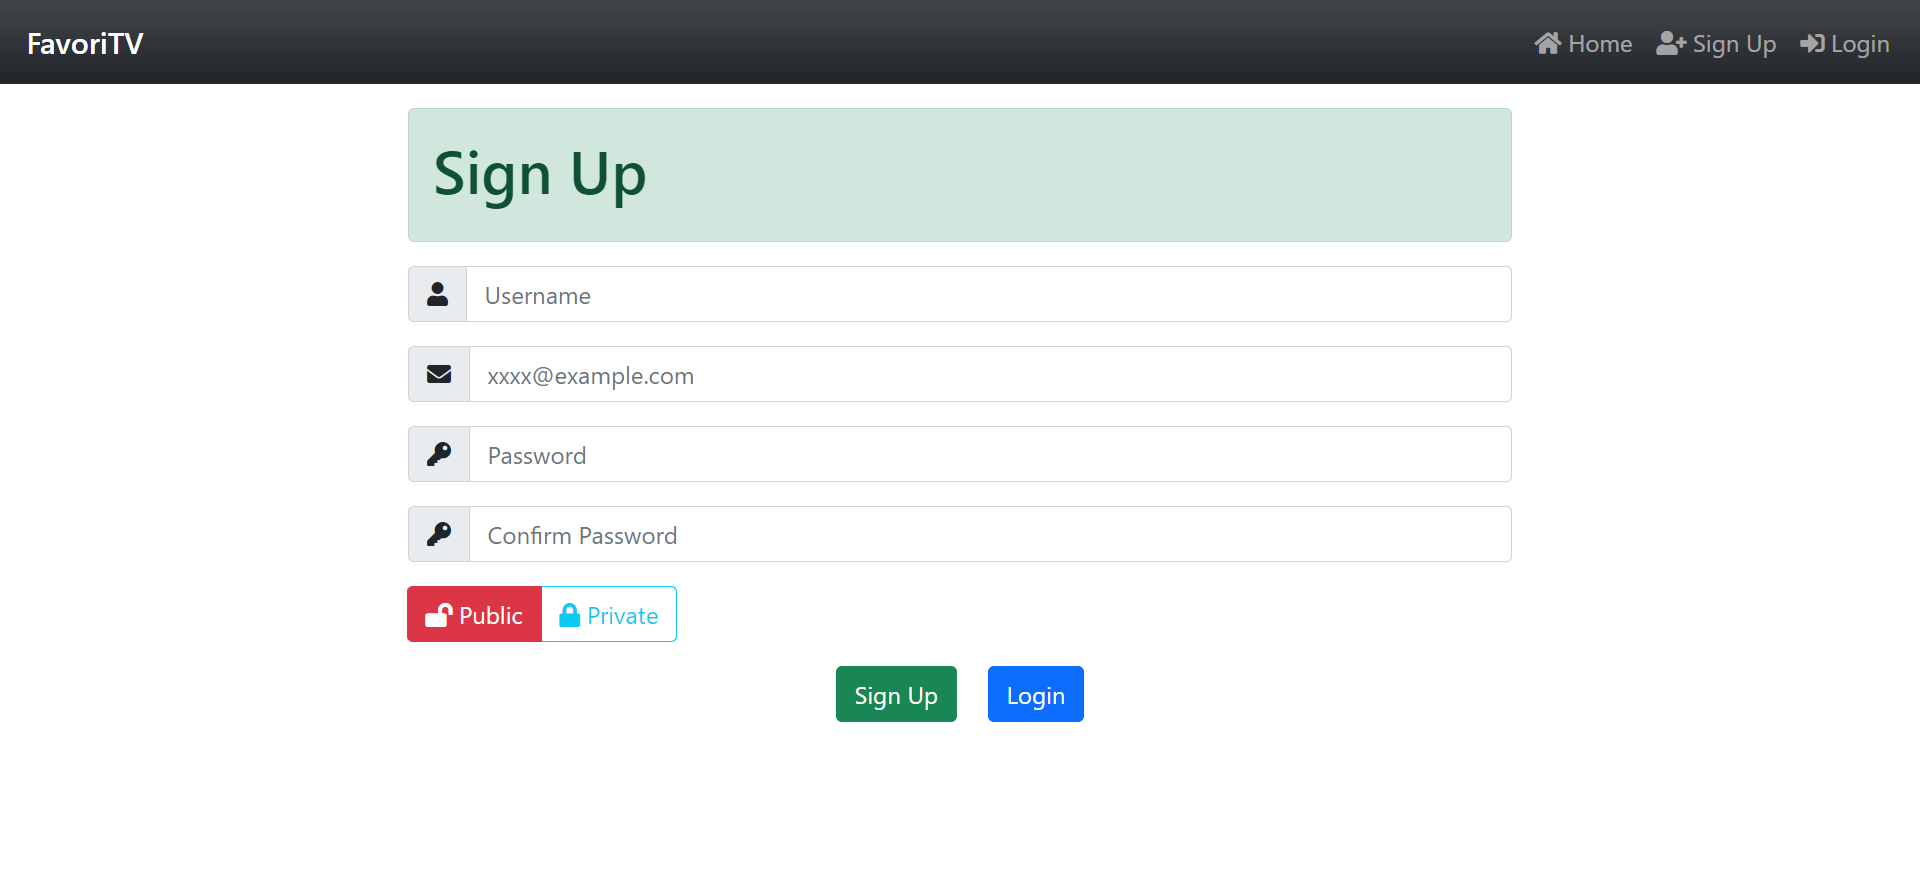 FavoriTV
Home Sign Up Login
Sign Up
Username
xxxx@example.com
Password
Confirm Password
Public Private
Sign Up Login